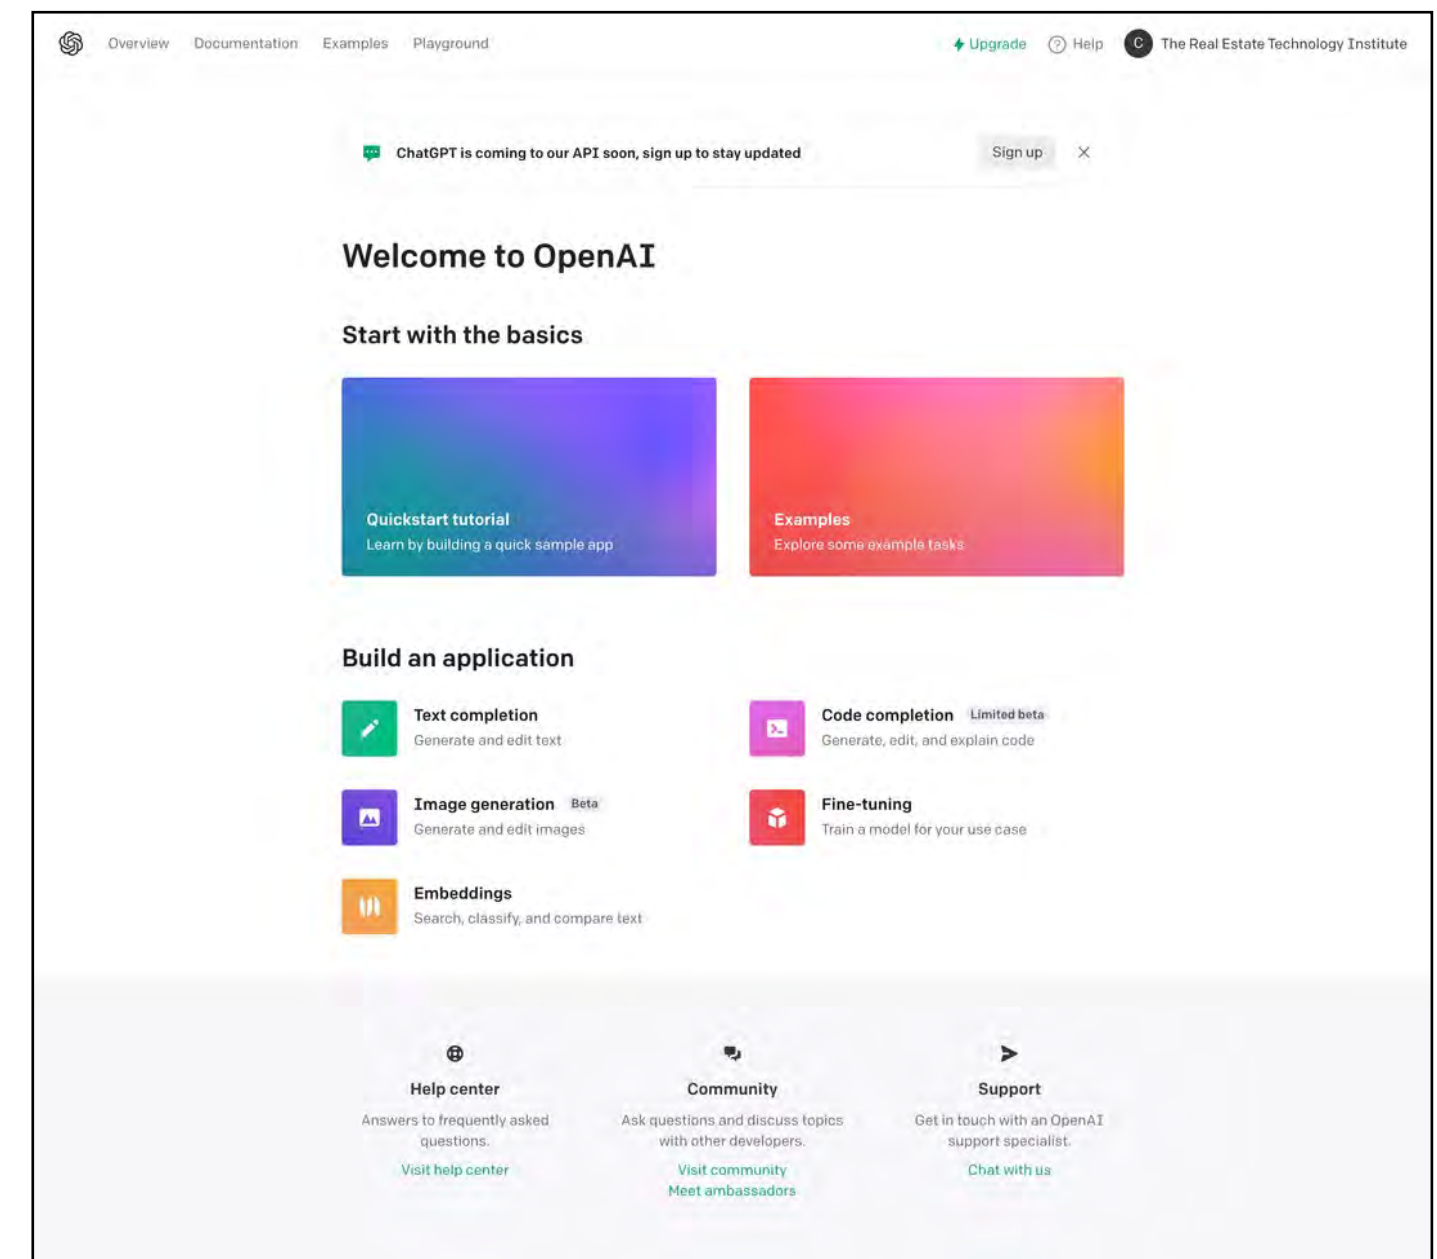 Overview Documentation Examples Playground Upgrade Help C The Real Estate Technology Institute
ChatGPT is coming to our API soon, sign up to stay updated Sign up
Welcome to OpenAI
Start with the basics
Quickstart tutorial
Learn by building a quick sample app
Examples
Explore some example tasks
Build an application
Text completion
Generate and edit text
Code completion Limited beta
Generate, edit, and explain code
Image generation Beta
Generate and edit images
Fine-tuning
Train a model for your use case
Embeddings
Search, classify, and compare text
Help center
Answers to frequently asked
questions.
Visit help center
Community
Ask questions and discuss topics
with other developers.
Visit community
Meet ambassadors
Support
Get in touch with an OpenAI
support specialist.
Chat with us